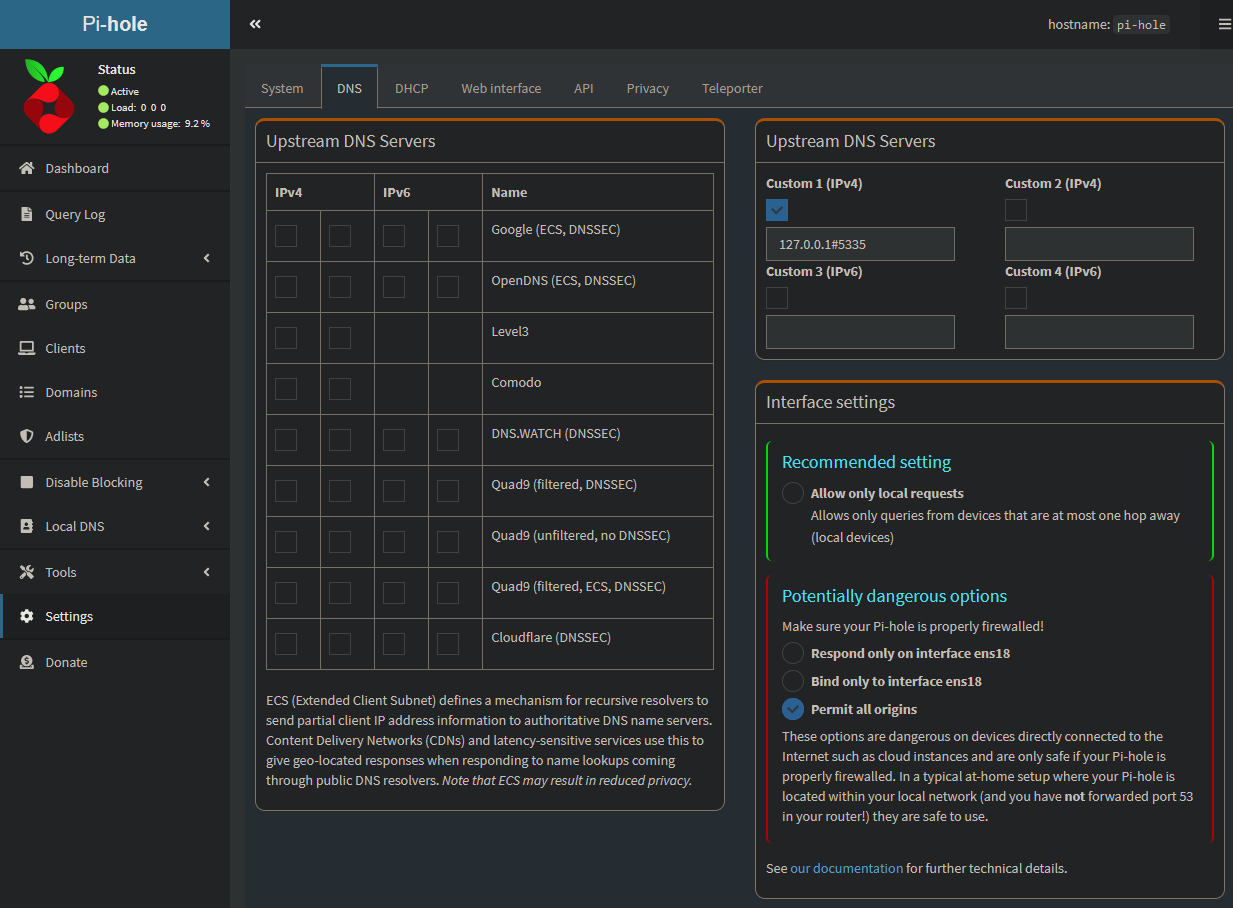 Pi-hole
hostname: pi-hole
Status
Active
Load: 0 0 0
Memory usage: 9.2 %
Dashboard
Query Log
Long-term Data
Groups
Clients
Domains
Adlists
Disable Blocking
Local DNS
Tools
Settings
Donate
System DNS DHCP Web interface API Privacy Teleporter
Upstream DNS Servers
IPv4 IPv6 Name
Google (ECS, DNSSEC)
OpenDNS (ECS, DNSSEC)
Level3
Comodo
DNS.WATCH (DNSSEC)
Quad9 (filtered, DNSSEC)
Quad9 (unfiltered, no DNSSEC)
Quad9 (filtered, ECS, DNSSEC)
Cloudflare (DNSSEC)
ECS (Extended Client Subnet) defines a mechanism for recursive resolvers to
send partial client IP address information to authoritative DNS name servers.
Content Delivery Networks (CDNs) and latency-sensitive services use this to
give geo-located responses when responding to name lookups coming
through public DNS resolvers. Note that ECS may result in reduced privacy.
Upstream DNS Servers
Custom 1 (IPv4) Custom 2 (IPv4)
127.0.0.1#5335
Custom 3 (IPv6) Custom 4 (IPv6)
Interface settings
Recommended setting
Allow only local requests
Allows only queries from devices that are at most one hop away
(local devices)
Potentially dangerous options
Make sure your Pi-hole is properly firewalled!
Respond only on interface ens18
Bind only to interface ens18
Permit all origins
These options are dangerous on devices directly connected to the
Internet such as cloud instances and are only safe if your Pi-hole is
properly firewalled. In a typical at-home setup where your Pi-hole is
located within your local network (and you have not forwarded port 53
in your router!) they are safe to use.
See our documentation for further technical details.